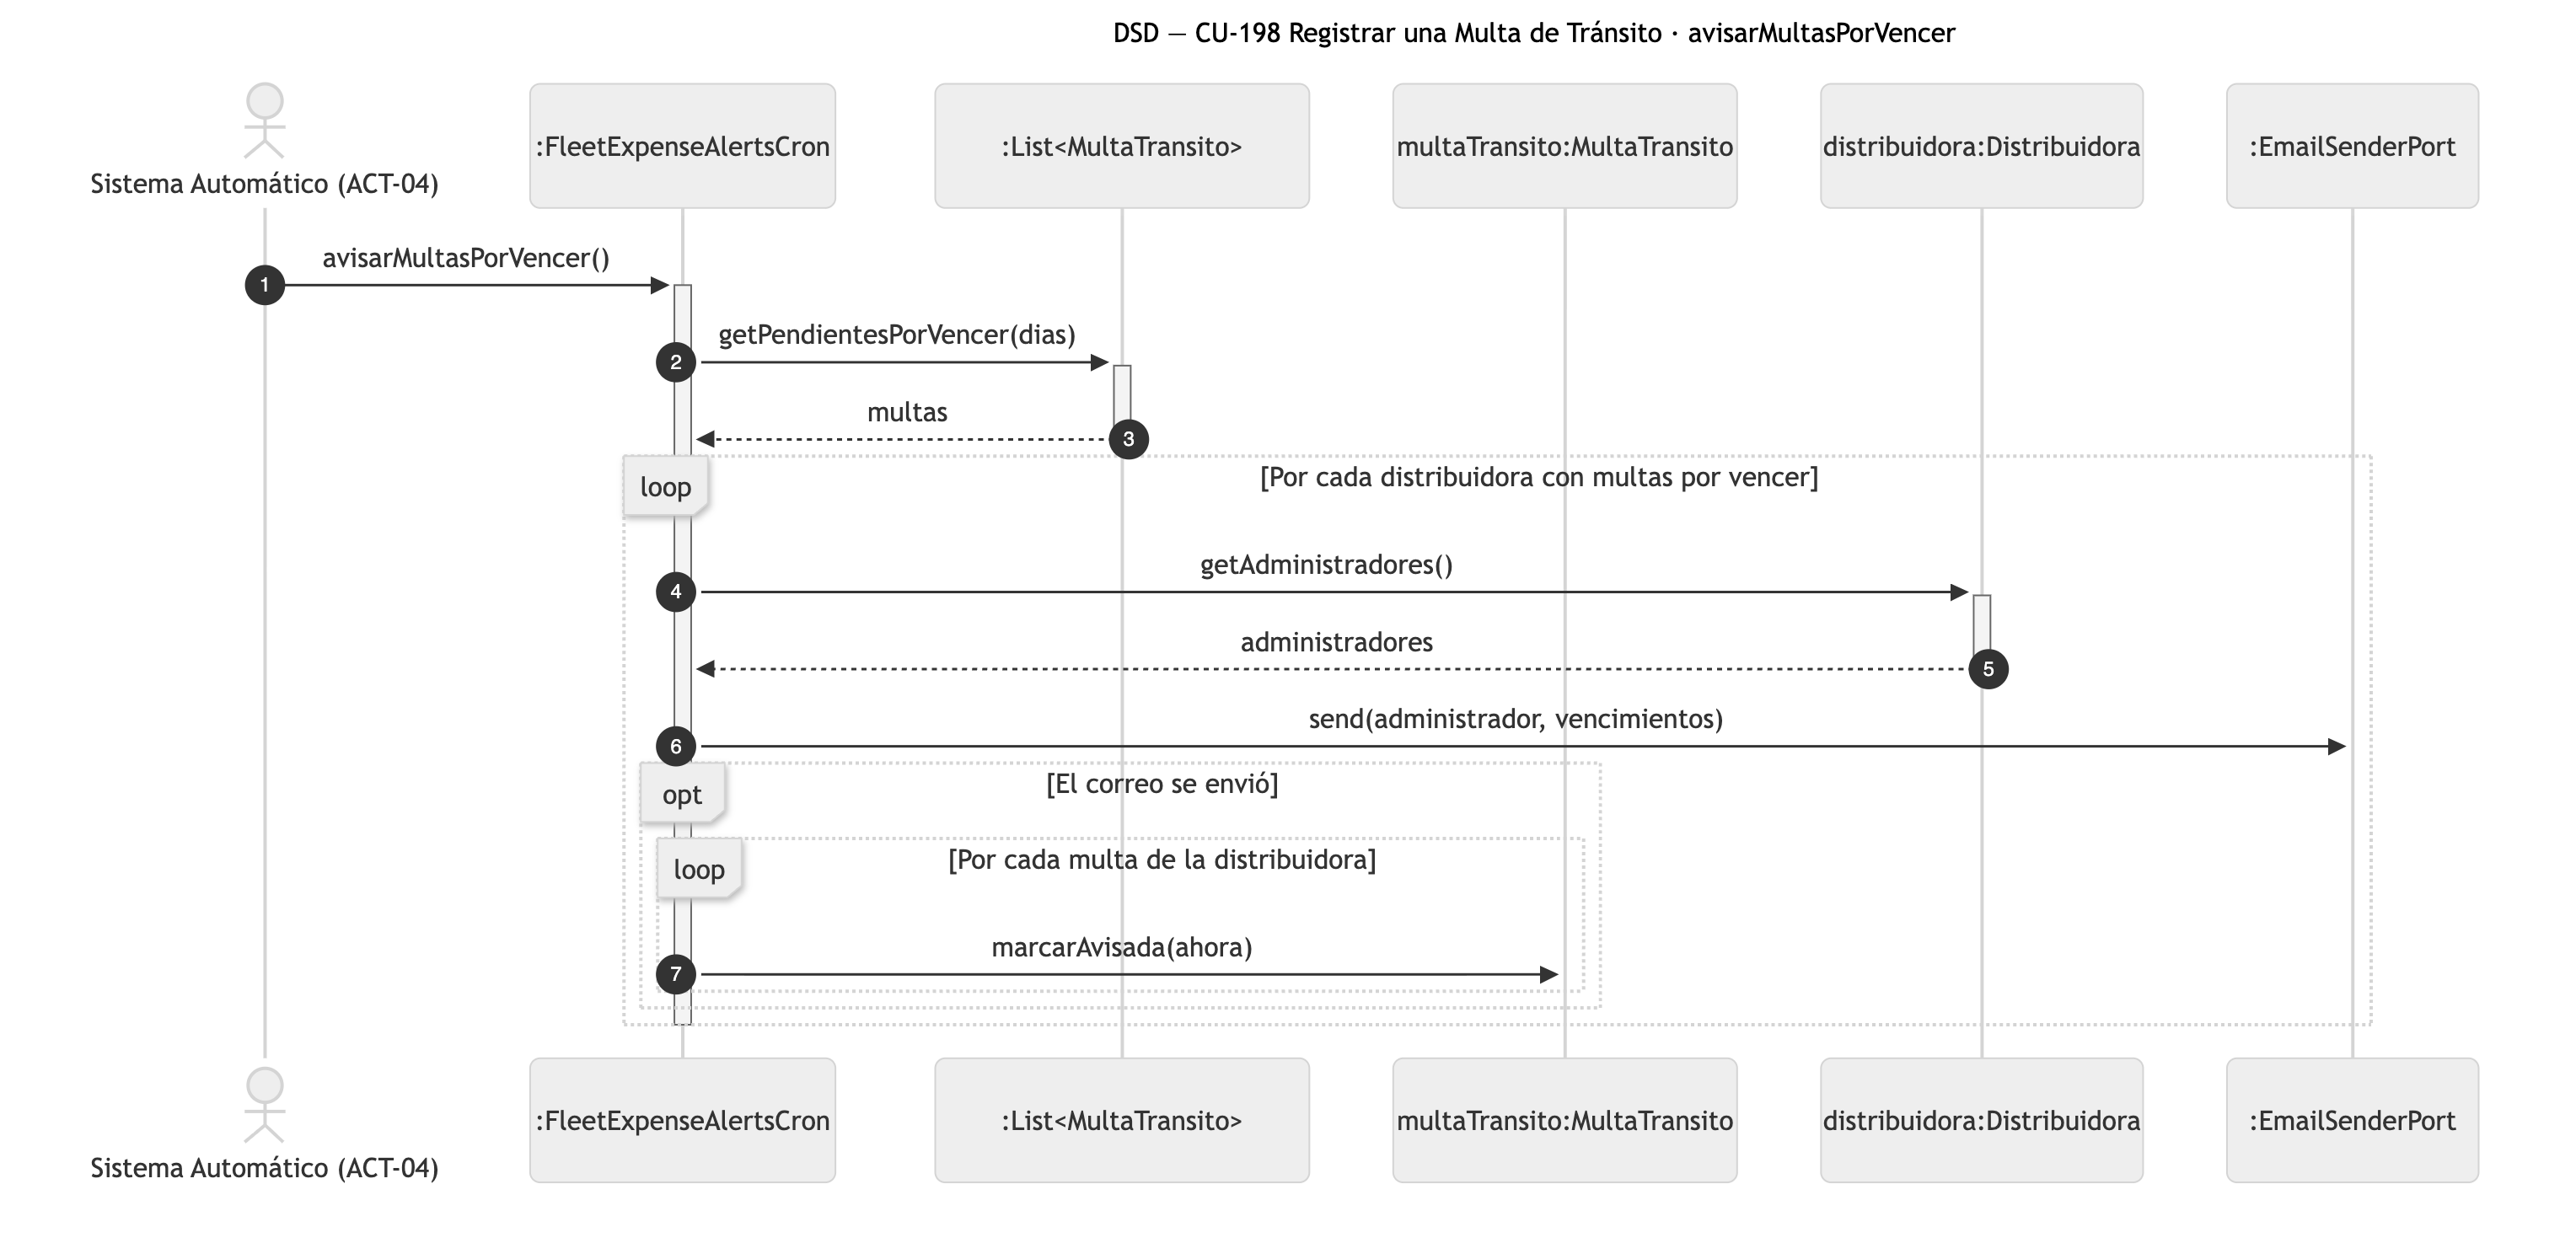 DSD — CU-198 Registrar una Multa de Tránsito · avisarMultasPorVencer
Sistema Automático (ACT-04)
:FleetExpenseAlertsCron
:List<MultaTransito>
multaTransito:MultaTransito
distribuidora:Distribuidora
:EmailSenderPort
avisarMultasPorVencer()
1
getPendientesPorVencer(dias)
2
multas
3
loop
[Por cada distribuidora con multas por vencer]
getAdministradores()
4
administradores
5
send(administrador, vencimientos)
6
opt
[El correo se envió]
loop
[Por cada multa de la distribuidora]
marcarAvisada(ahora)
7
Sistema Automático (ACT-04)
:FleetExpenseAlertsCron
:List<MultaTransito>
multaTransito:MultaTransito
distribuidora:Distribuidora
:EmailSenderPort